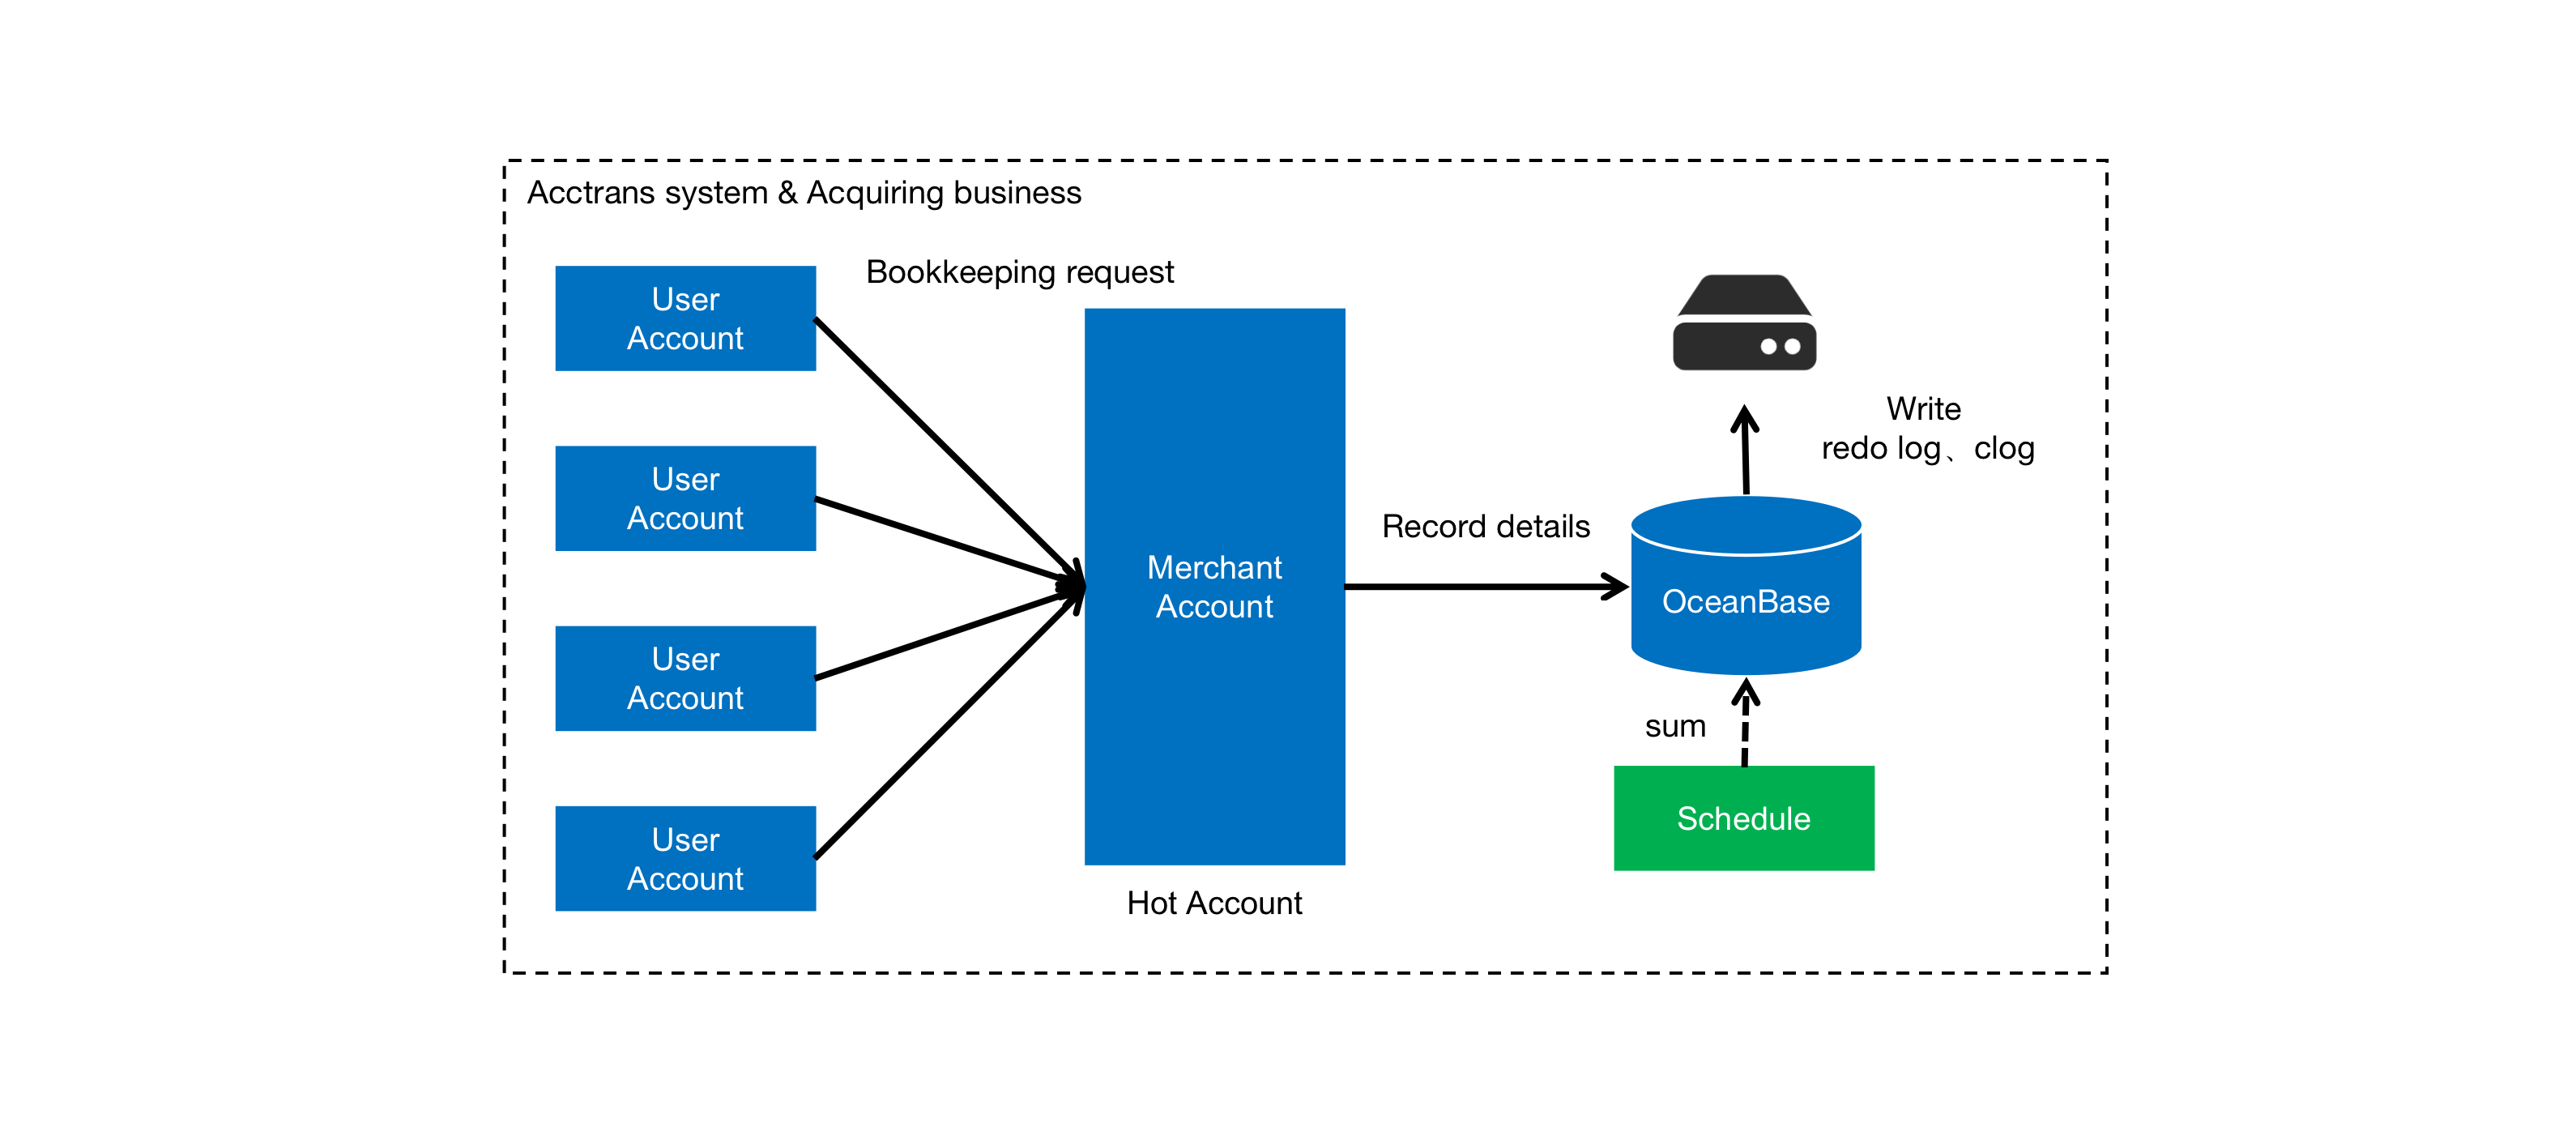 Acctrans system & Acquiring business
Bookkeeping request
User
Account
User
Account
User
Account
User
Account
Merchant
Account
Hot Account
Record details
Write
redo log、clog
OceanBase
sum
Schedule